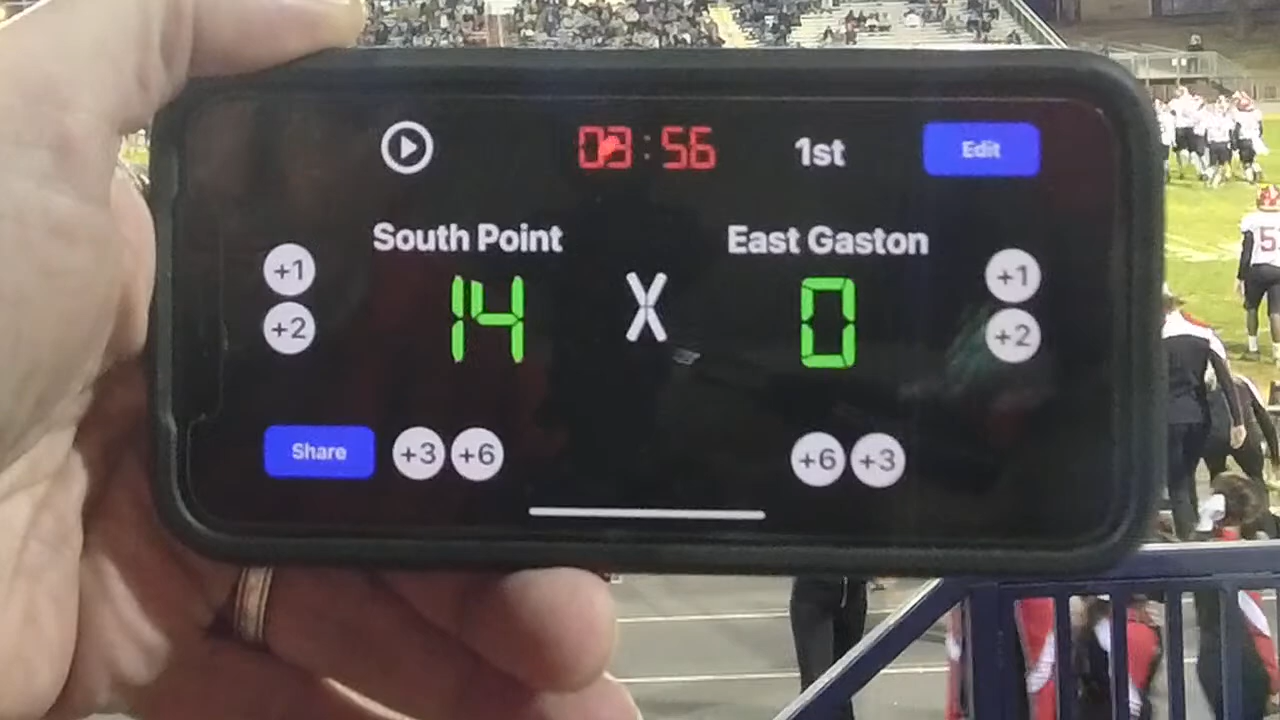 03:56 1st Edit
South Point East Gaston
+1 14 X 0 +1
+2 +2
Share +3 +6 +6 +3
5